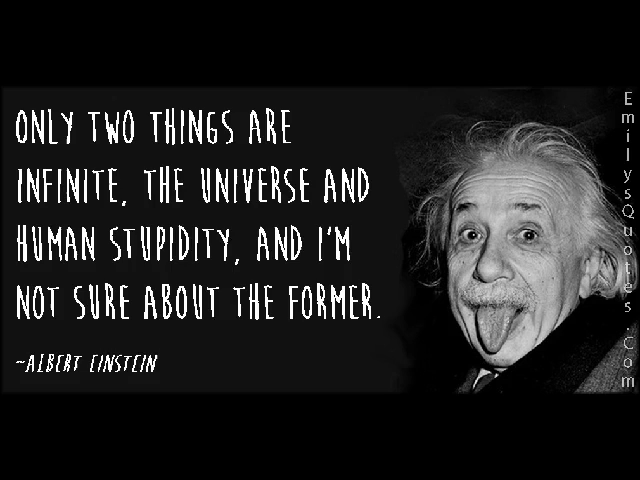 ONLY TWO THINGS ARE
INFINITE, THE UNIVERSE AND
HUMAN STUPIDITY, AND I'M
NOT SURE ABOUT THE FORMER.
~ALBERT EINSTEIN
EmilysQuotes.Com